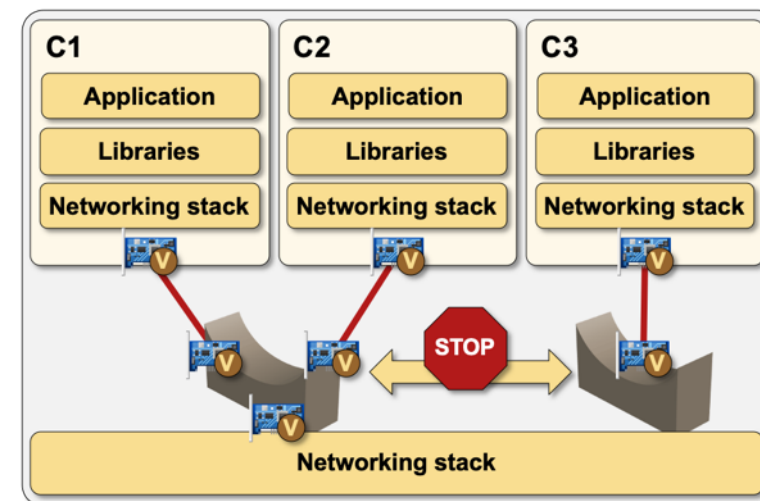 C1
C2
C3
Application
Application
Application
Libraries
Libraries
Libraries
Networking stack
Networking stack
Networking stack
V
V
V
STOP
V
V
V
V
Networking stack